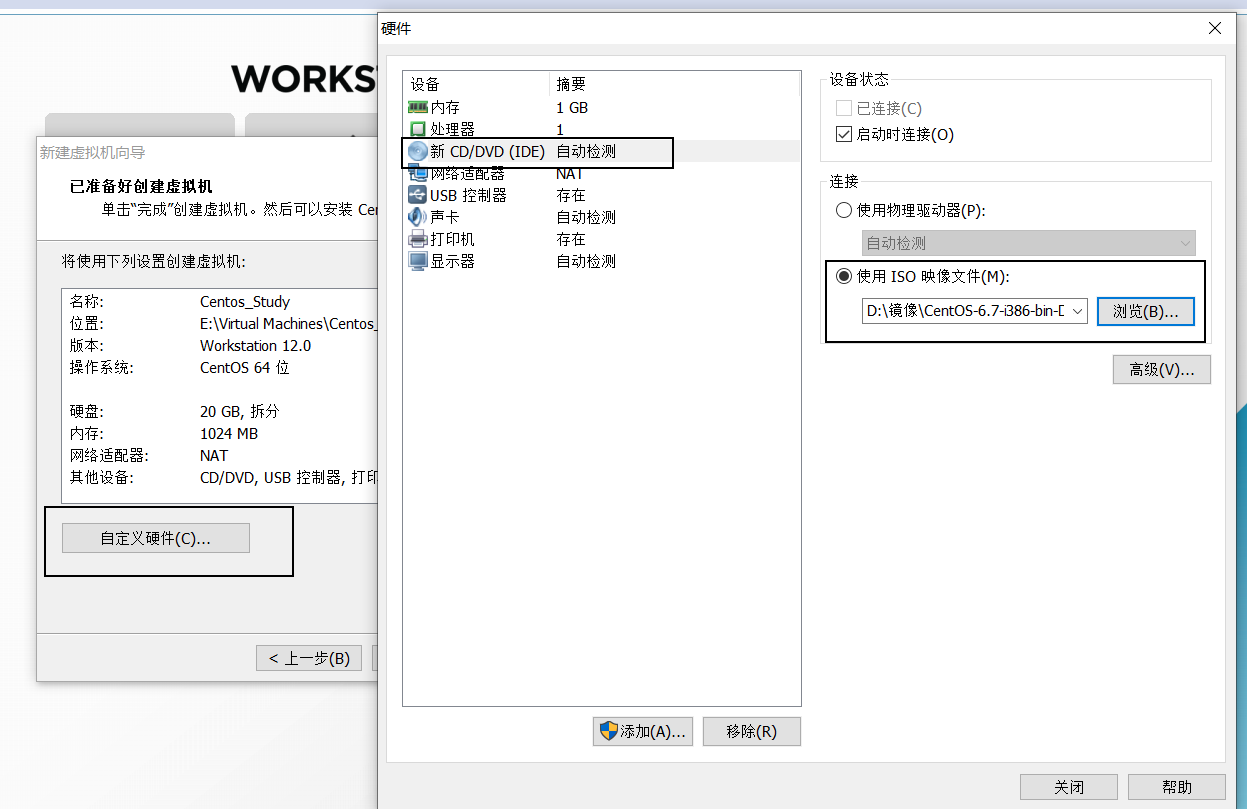 WORKS
新建虚拟机向导
已准备好创建虚拟机
单击“完成”创建虚拟机。然后可以安装
将使用下列设置创建虚拟机:
名称: Centos_Study
位置: E:\Virtual Machines\Centos_
版本: Workstation 12.0
操作系统: CentOS 64 位
硬盘: 20 GB, 拆分
内存: 1024 MB
网络适配器: NAT
其他设备: CD/DVD, USB 控制器, 打印
自定义硬件(C)...
< 上一步(B)
硬件
设备 摘要
内存 1 GB
处理器 1
新 CD/DVD (IDE) 自动检测
网络适配器 NAT
USB 控制器 存在
声卡 自动检测
打印机 存在
显示器 自动检测
添加(A)... 移除(R)
设备状态
已连接(C)
启动时连接(O)
连接
使用物理驱动器(P):
自动检测
使用 ISO 映像文件(M):
D:\镜像\CentOS-6.7-i386-bin-D
浏览(B)...
高级(V)...
关闭 帮助